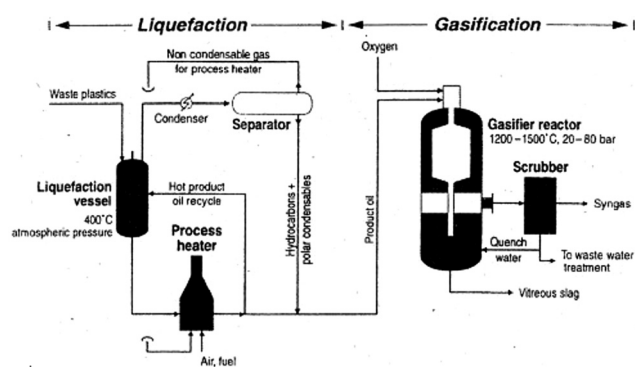 Liquefaction
Gasification
Non condensable gas
for process heater
Oxygen
Waste plastics
Condenser
Separator
Gasifier reactor
1200–1500°C, 20–80 bar
Scrubber
Liquefaction
vessel
400°C
atmospheric pressure
Hot product
oil recycle
Process
heater
Hydrocarbons +
polar condensables
Product oil
Syngas
Quench
water
To waste water
treatment
Vitreous slag
Air, fuel